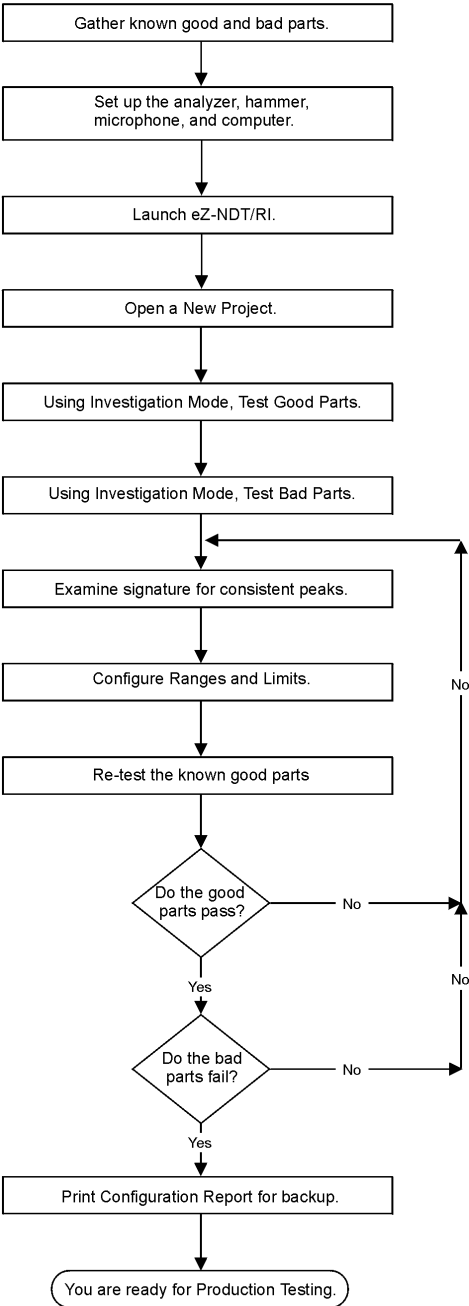 Gather known good and bad parts.
Set up the analyzer, hammer,
microphone, and computer.
Launch eZ-NDT/RI.
Open a New Project.
Using Investigation Mode, Test Good Parts.
Using Investigation Mode, Test Bad Parts.
Examine signature for consistent peaks.
Configure Ranges and Limits.
No
Re-test the known good parts
Do the good
parts pass?
No
Yes
No
Do the bad
parts fail?
No
Yes
Print Configuration Report for backup.
You are ready for Production Testing.